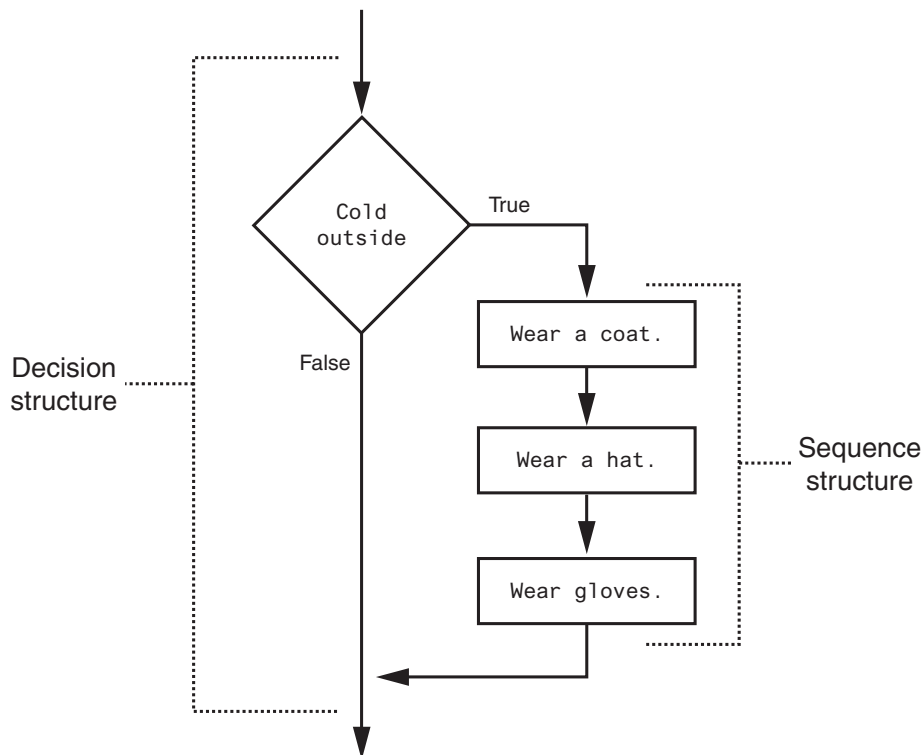 Cold
outside
True
False
Wear a coat.
Wear a hat.
Wear gloves.
Decision
structure
Sequence
structure